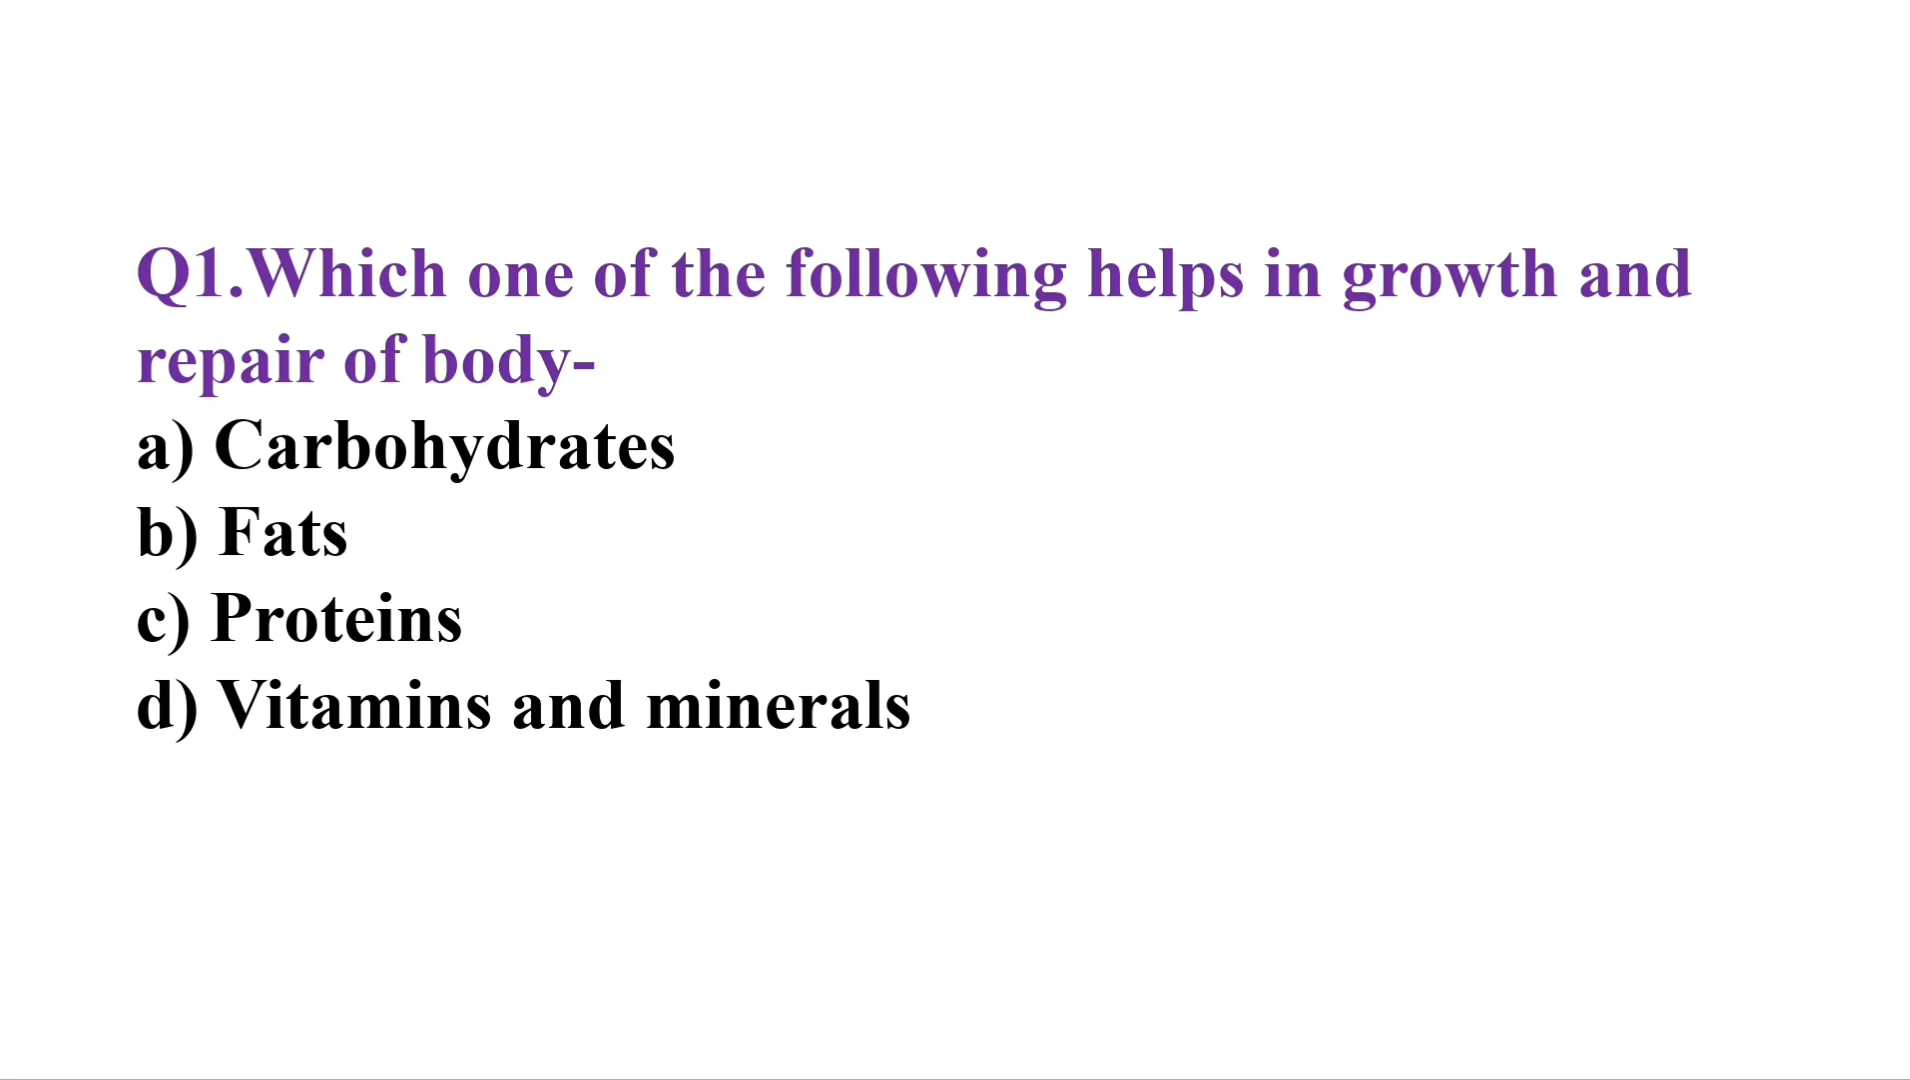 Q1.Which one of the following helps in growth and
repair of body-
a) Carbohydrates
b) Fats
c) Proteins
d) Vitamins and minerals